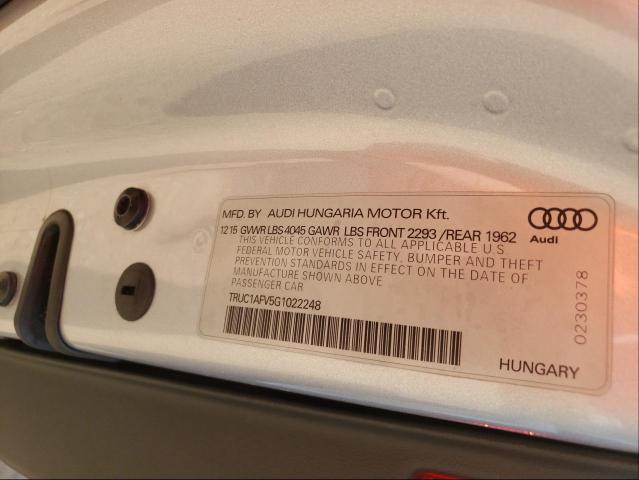 MFD. BY AUDI HUNGARIA MOTOR Kft.
12 15 GVWR LBS 4045 GAWR LBS FRONT 2293 /REAR 1962
THIS VEHICLE CONFORMS TO ALL APPLICABLE U.S
FEDERAL MOTOR VEHICLE SAFETY, BUMPER AND THEFT
PREVENTION STANDARDS IN EFFECT ON THE DATE OF
MANUFACTURE SHOWN ABOVE
PASSENGER CAR
TRUC1AFV5G1022248
Audi
0230378
HUNGARY